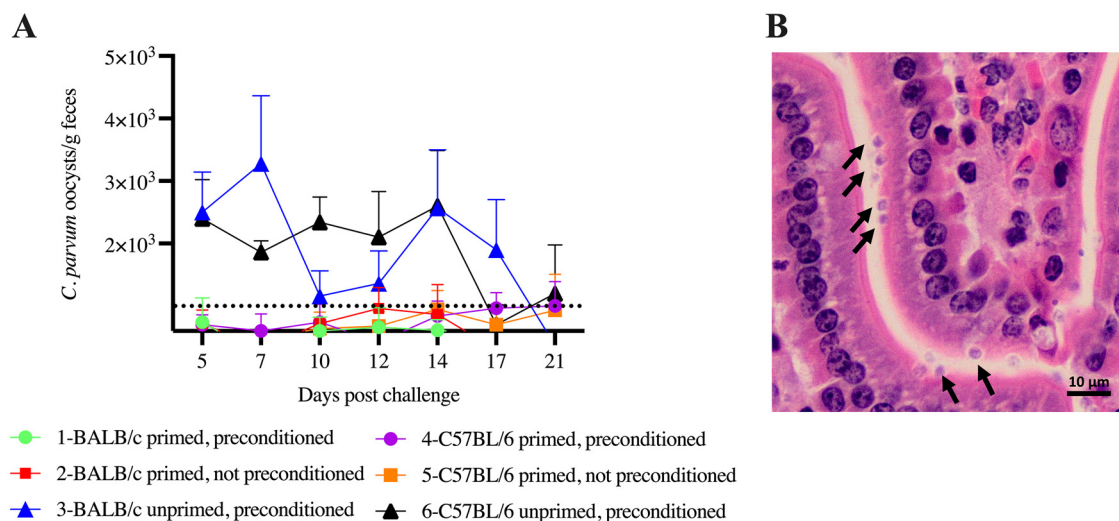 A
C. parvum oocysts/g feces
5×10³
4×10³
3×10³
2×10³
5
7
10
12
14
17
21
Days post challenge
1-BALB/c primed, preconditioned
2-BALB/c primed, not preconditioned
3-BALB/c unprimed, preconditioned
4-C57BL/6 primed, preconditioned
5-C57BL/6 primed, not preconditioned
6-C57BL/6 unprimed, preconditioned
B
10 µm